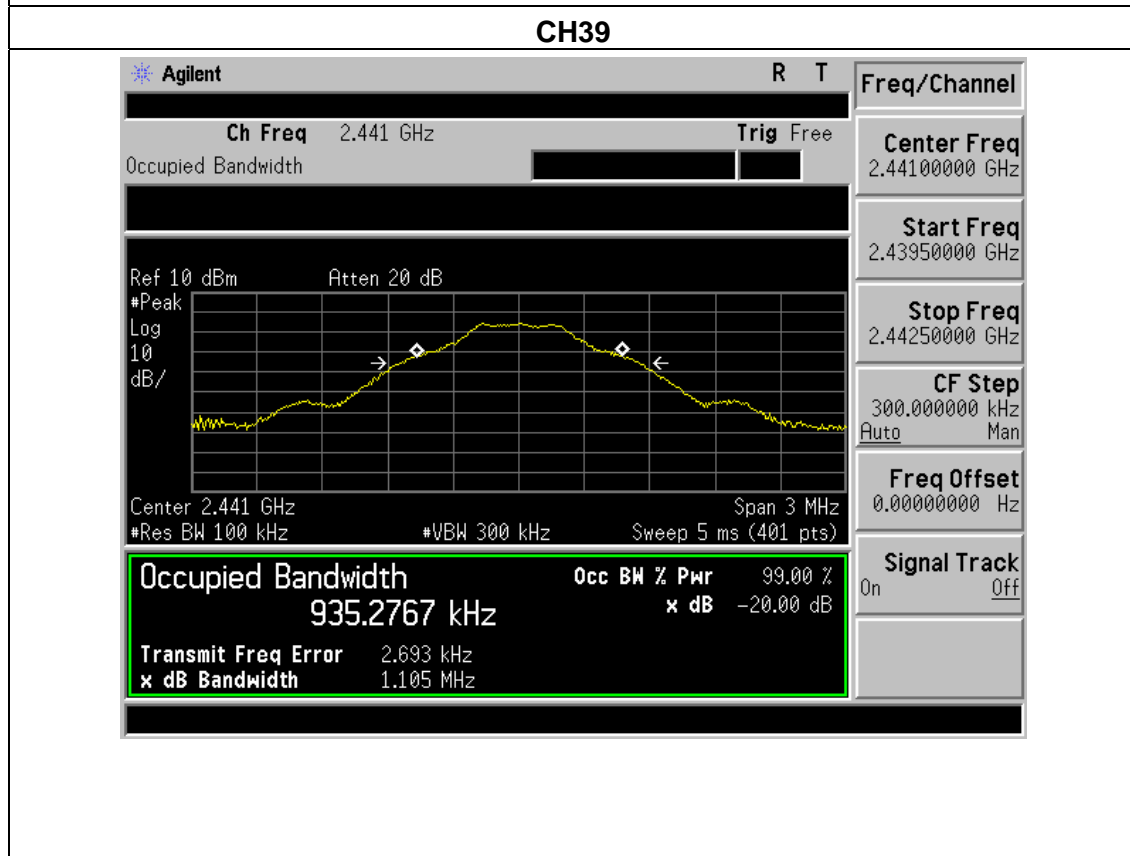 CH39
Agilent R T
Freq/Channel
Ch Freq 2.441 GHz Trig Free
Occupied Bandwidth
Center Freq
2.44100000 GHz
Start Freq
2.43950000 GHz
Ref 10 dBm Atten 20 dB
#Peak
Log
10
dB/
Stop Freq
2.44250000 GHz
CF Step
300.000000 kHz
Auto Man
Freq Offset
0.00000000 Hz
Center 2.441 GHz Span 3 MHz
#Res BW 100 kHz #VBW 300 kHz Sweep 5 ms (401 pts)
Signal Track
On Off
Occupied Bandwidth Occ BW % Pwr 99.00 %
935.2767 kHz x dB -20.00 dB
Transmit Freq Error 2.693 kHz
x dB Bandwidth 1.105 MHz